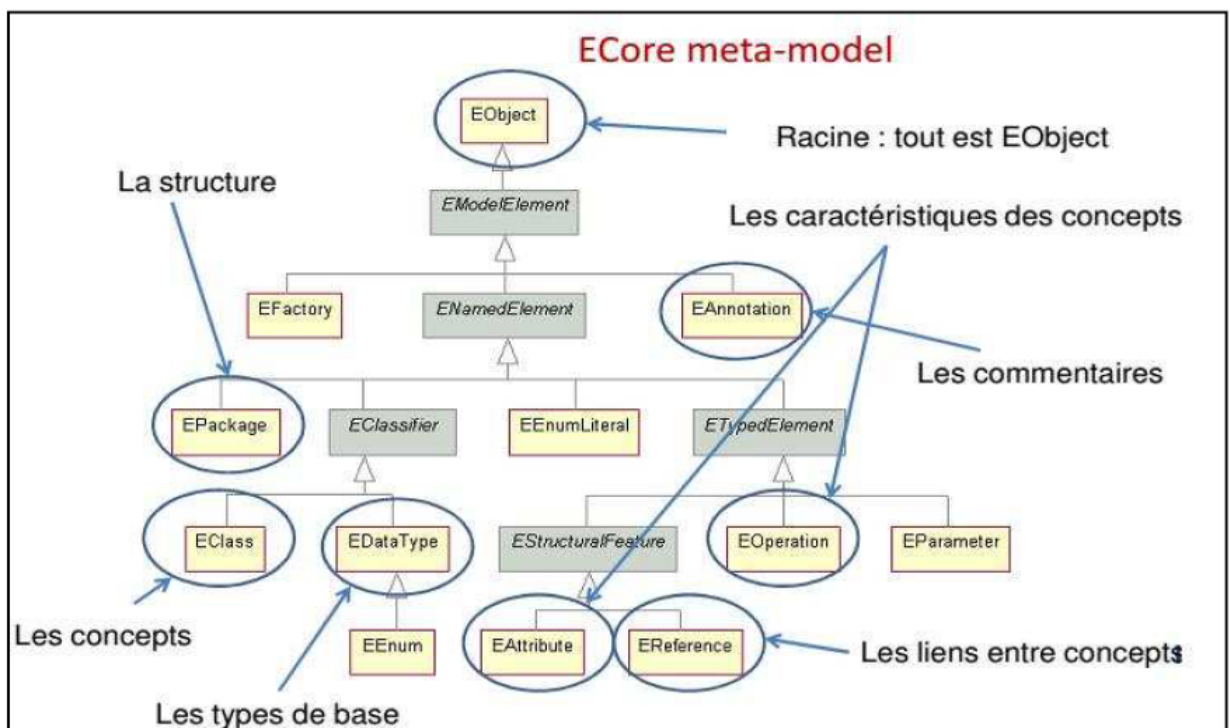 ECore meta-model
EObject
Racine : tout est EObject
La structure
EModelElement
Les caractéristiques des concepts
EFactory
ENamedElement
EAnnotation
Les commentaires
EPackage
EClassifier
EEnumLiteral
ETypedElement
EClass
EDataType
EStructuralFeature
EOperation
EParameter
Les concepts
EEnum
EAttribute
EReference
Les liens entre concepts
Les types de base